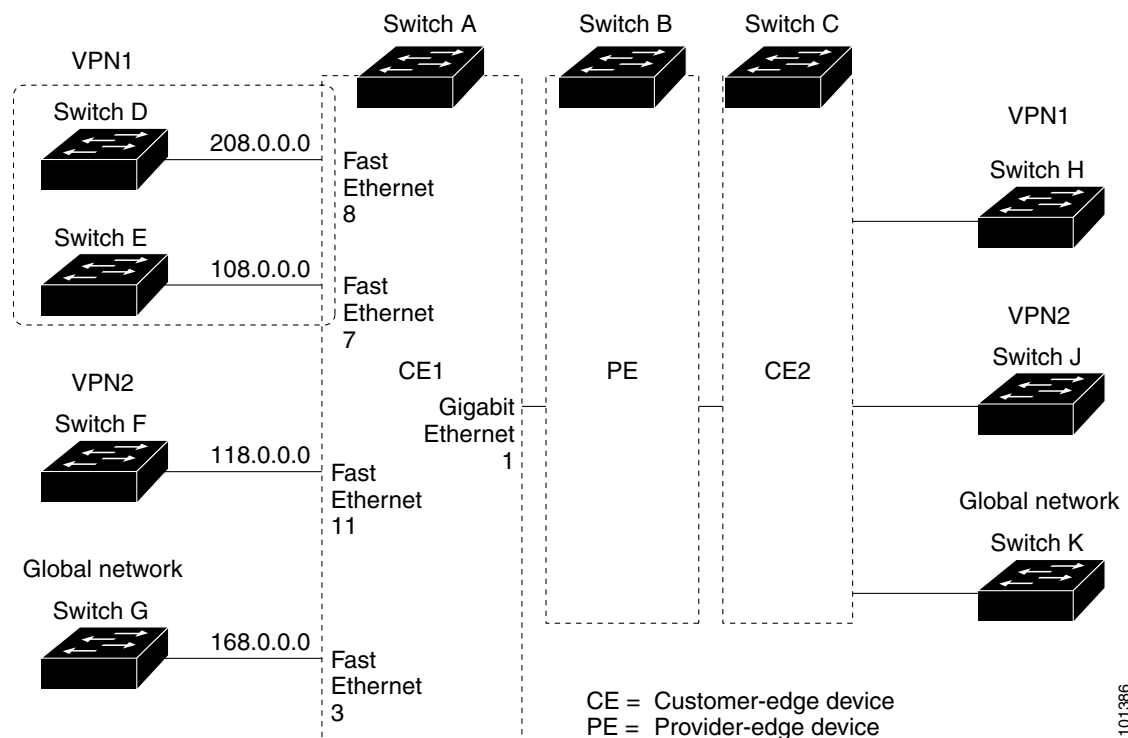 Switch A
Switch B
Switch C
VPN1
Switch D
208.0.0.0
Fast
Ethernet
8
Switch E
108.0.0.0
Fast
Ethernet
7
VPN2
Switch F
118.0.0.0
Fast
Ethernet
11
Global network
Switch G
168.0.0.0
Fast
Ethernet
3
CE1
Gigabit
Ethernet
1
PE
CE2
VPN1
Switch H
VPN2
Switch J
Global network
Switch K
CE = Customer-edge device
PE = Provider-edge device
101386